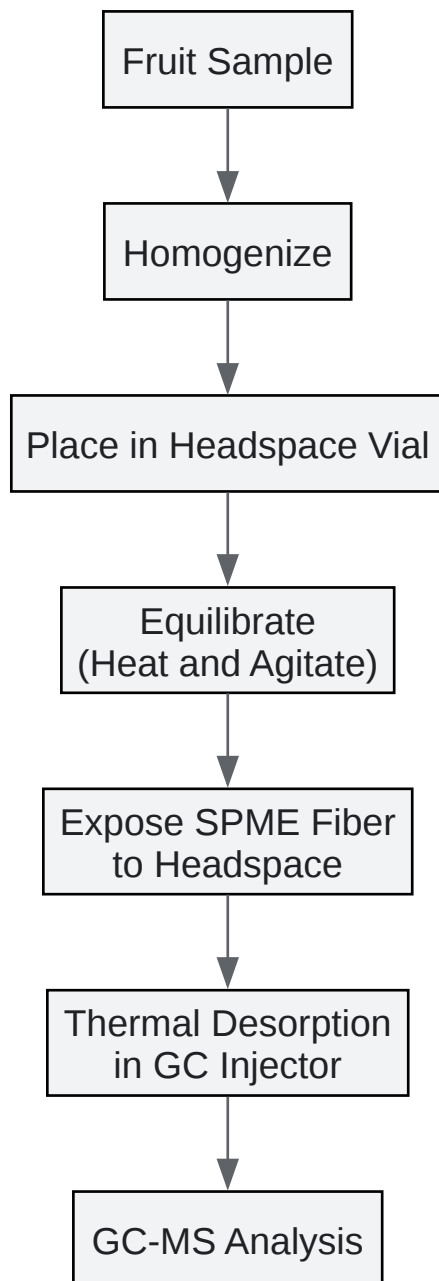 Fruit Sample
Homogenize
Place in Headspace Vial
Equilibrate
(Heat and Agitate)
Expose SPME Fiber
to Headspace
Thermal Desorption
in GC Injector
GC-MS Analysis